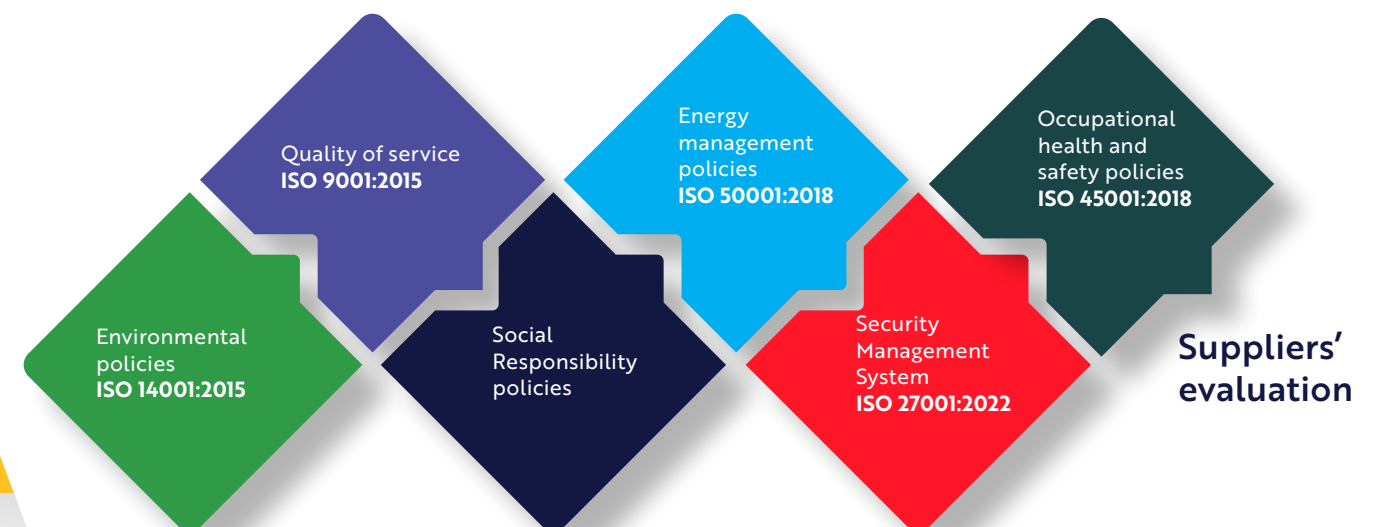 Quality of service
ISO 9001:2015
Energy
management
policies
ISO 50001:2018
Occupational
health and
safety policies
ISO 45001:2018
Environmental
policies
ISO 14001:2015
Social
Responsibility
policies
Security
Management
System
ISO 27001:2022
Suppliers’
evaluation